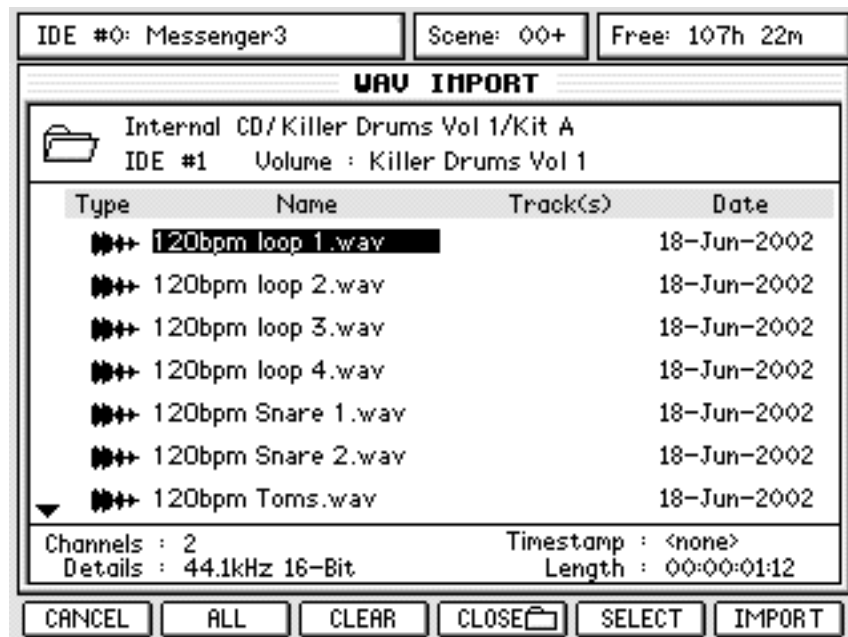 IDE #0: Messenger3 Scene: 00+ Free: 107h 22m
WAV IMPORT
Internal CD/Killer Drums Vol 1/Kit A
IDE #1 Volume : Killer Drums Vol 1
Type Name Track(s) Date
120bpm loop 1.wav 18-Jun-2002
120bpm loop 2.wav 18-Jun-2002
120bpm loop 3.wav 18-Jun-2002
120bpm loop 4.wav 18-Jun-2002
120bpm Snare 1.wav 18-Jun-2002
120bpm Snare 2.wav 18-Jun-2002
120bpm Toms.wav 18-Jun-2002
Channels : 2 Timestamp : <none>
Details : 44.1kHz 16-Bit Length : 00:00:01:12
CANCEL ALL CLEAR CLOSE SELECT IMPORT